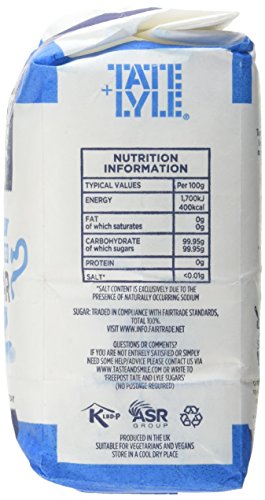 TATE
+LYLE®
NUTRITION
INFORMATION
TYPICAL VALUES Per 100g
ENERGY 1,700kJ
400kcal
FAT 0g
of which saturates 0g
CARBOHYDRATE 99.95g
of which sugars 99.95g
PROTEIN 0g
SALT* <0.01g
*SALT CONTENT IS EXCLUSIVELY DUE TO THE
PRESENCE OF NATURALLY OCCURRING SODIUM
SUGAR: TRADED IN COMPLIANCE WITH FAIRTRADE STANDARDS,
TOTAL 100%.
VISIT WWW.INFO.FAIRTRADE.NET
QUESTIONS OR COMMENTS?
IF YOU ARE NOT ENTIRELY SATISFIED OR SIMPLY
NEED SOME HELP/ADVICE PLEASE CONTACT US VIA
WWW.TASTEANDSMILE.COM OR WRITE TO
'FREEPOST TATE AND LYLE SUGARS'
(NO POSTAGE REQUIRED)
KLBD-P
ASR
GROUP
PRODUCED IN THE UK
SUITABLE FOR VEGETARIANS AND VEGANS
STORE IN A COOL DRY PLACE